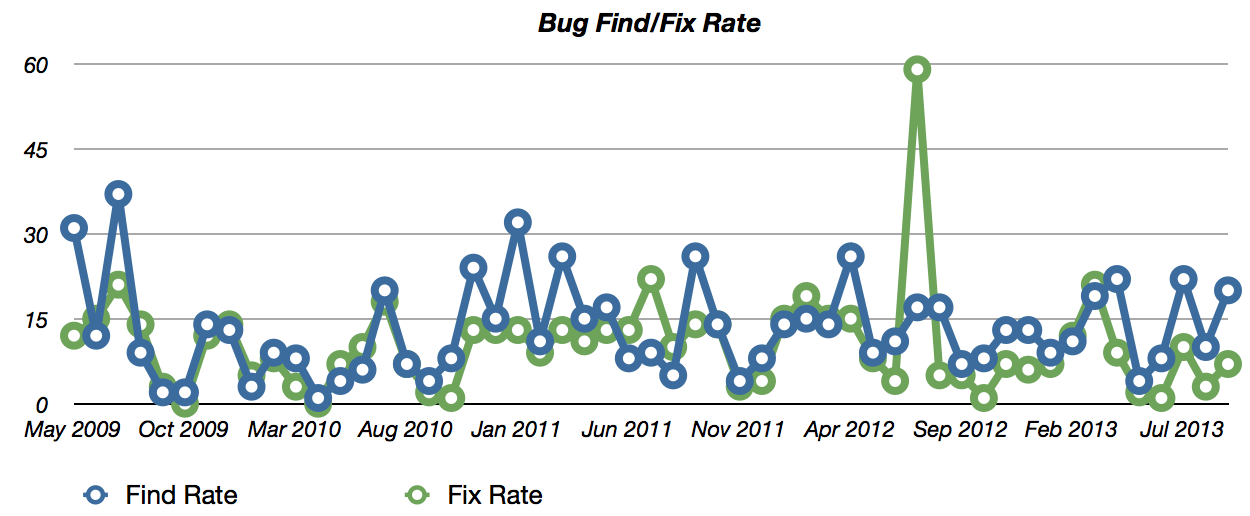 Bug Find/Fix Rate
60
45
30
15
0
May 2009 Oct 2009 Mar 2010 Aug 2010 Jan 2011 Jun 2011 Nov 2011 Apr 2012 Sep 2012 Feb 2013 Jul 2013
Find Rate Fix Rate